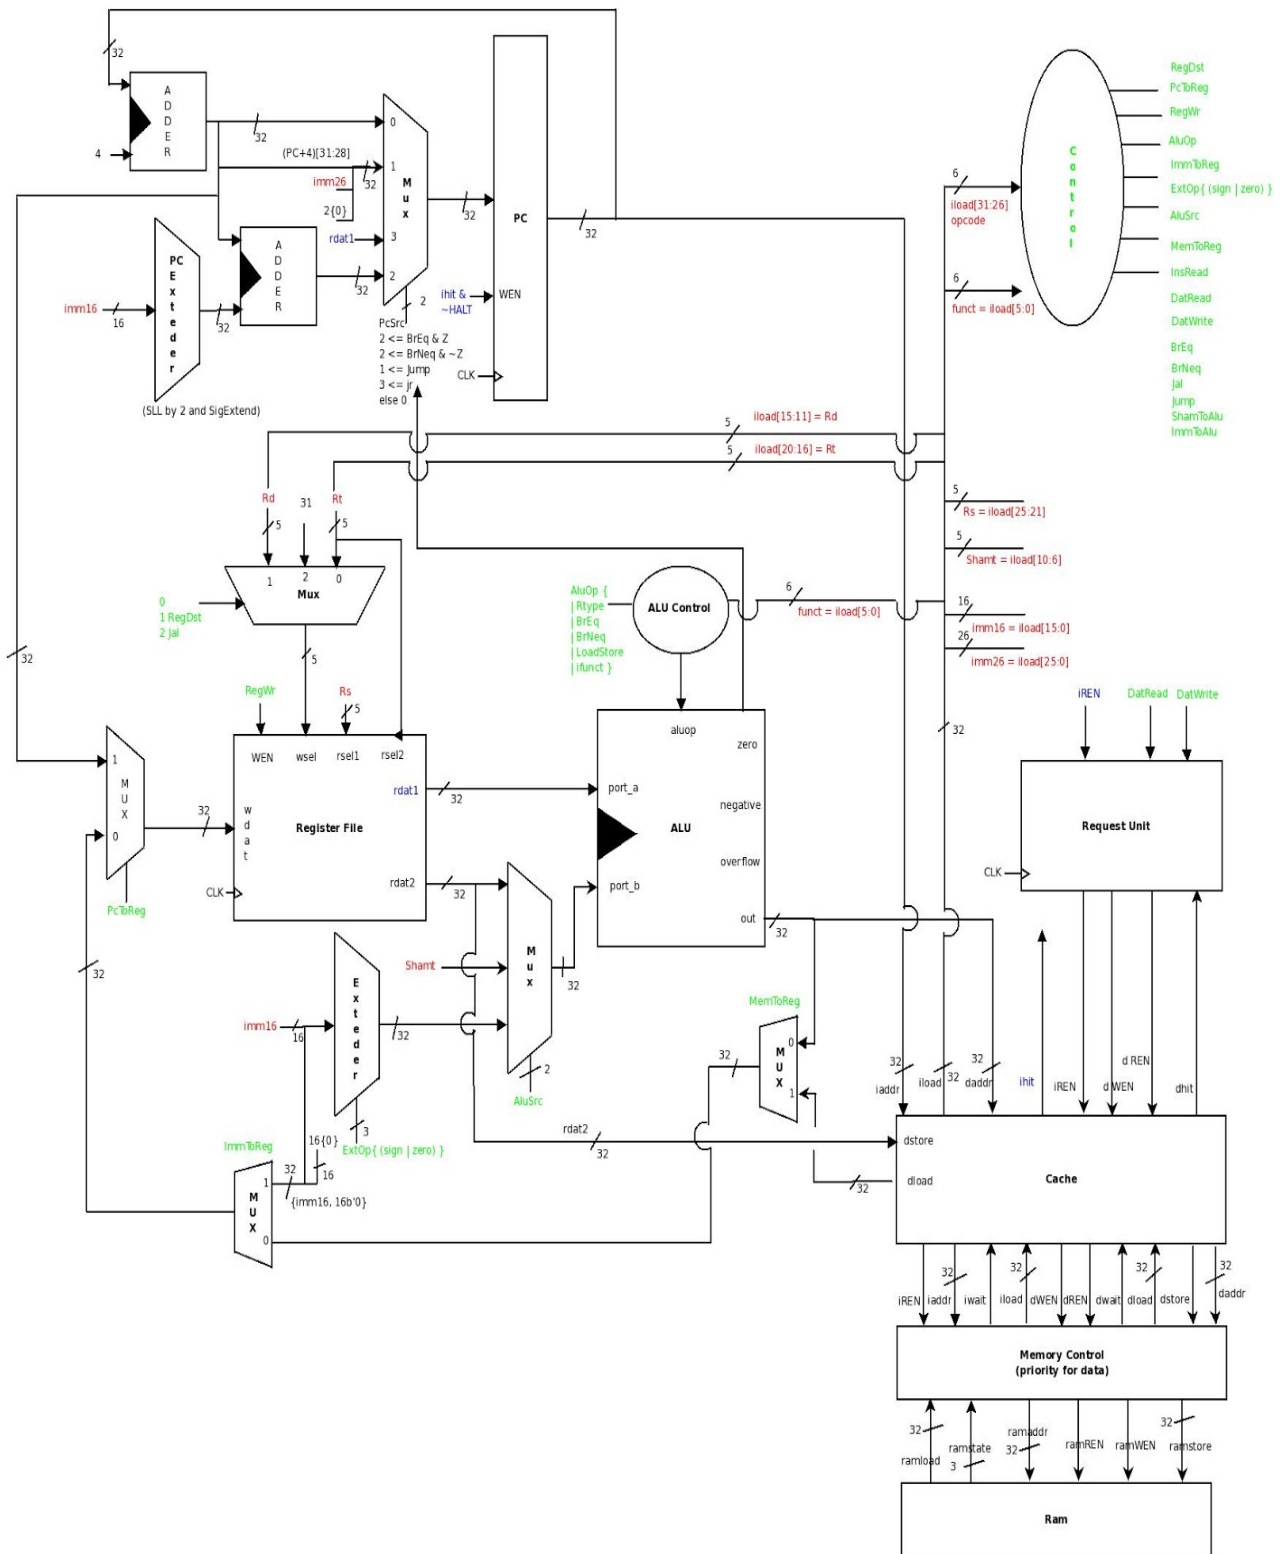 32
A
D
D
E
R
4
32
(PC+4)[31:28]
imm26
32
2{0}
rdat1
0
1
3
2
M
u
x
32
PC
32
ihit &
~HALT
WEN
CLK
A
D
D
E
R
32
PC
E
x
t
e
d
e
r
imm16
16
32
(SLL by 2 and SigExtend)
2
PcSrc
2 <= BrEq & Z
2 <= BrNeq & ~Z
1 <= Jump
3 <= jr
else 0
6
iload[31:26]
opcode
6
funct = iload[5:0]
C
o
n
t
r
o
l
RegDst
PcToReg
RegWr
AluOp
ImmToReg
ExtOp{ (sign | zero) }
AluSrc
MemToReg
InsRead
DatRead
DatWrite
BrEq
BrNeq
Jal
Jump
ShamToAlu
ImmToAlu
5
iload[15:11] = Rd
5
iload[20:16] = Rt
5
Rs = iload[25:21]
5
Shamt = iload[10:6]
16
imm16 = iload[15:0]
26
imm26 = iload[25:0]
32
Rd
31
Rt
5
5
1
2
0
Mux
0
1 RegDst
2 Jal
5
32
AluOp {
| Rtype
| BrEq
| BrNeq
| LoadStore
| ifunct }
ALU Control
6
funct = iload[5:0]
RegWr
Rs
5
WEN
wsel
rsel1
rsel2
w
d
a
t
Register File
rdat1
rdat2
CLK
32
32
1
M
U
X
0
32
PcToReg
32
aluop
zero
port_a
negative
ALU
overflow
port_b
out
32
iREN
DatRead
DatWrite
Request Unit
CLK
Shamt
M
u
x
32
2
AluSrc
imm16
16
E
x
t
e
d
e
r
32
3
ExtOp{ (sign | zero) }
ImmToReg
16{0}
16
32
{imm16, 16b'0}
1
M
U
X
0
MemToReg
0
M
U
X
1
32
rdat2
32
32
32
iaddr
iload
32
32
daddr
ihit
iREN
d WEN
d REN
dhit
dstore
dload
Cache
iREN
32
iaddr
iwait
32
iload
dWEN
dREN
dwait
32
dload
dstore
32
daddr
Memory Control
(priority for data)
32
ramload
ramstate
3
ramaddr
32
ramREN
ramWEN
32
ramstore
Ram